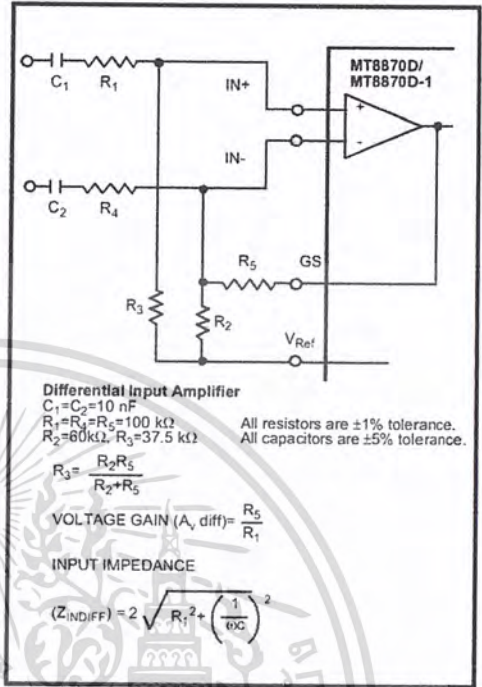 MT8870D/
MT8870D-1
C1
R1
IN+
+
-
IN-
C2
R4
R5
GS
R3
R2
VRef
Differential Input Amplifier
C1=C2=10 nF
R1=R4=R5=100 kΩ
All resistors are ±1% tolerance.
R2=60kΩ, R3=37.5 kΩ
All capacitors are ±5% tolerance.
R3= R2R5 / R2+R5
VOLTAGE GAIN (Av diff)= R5 / R1
INPUT IMPEDANCE
(ZINDIFF) = 2 √ R1² + (1 / ωc)²